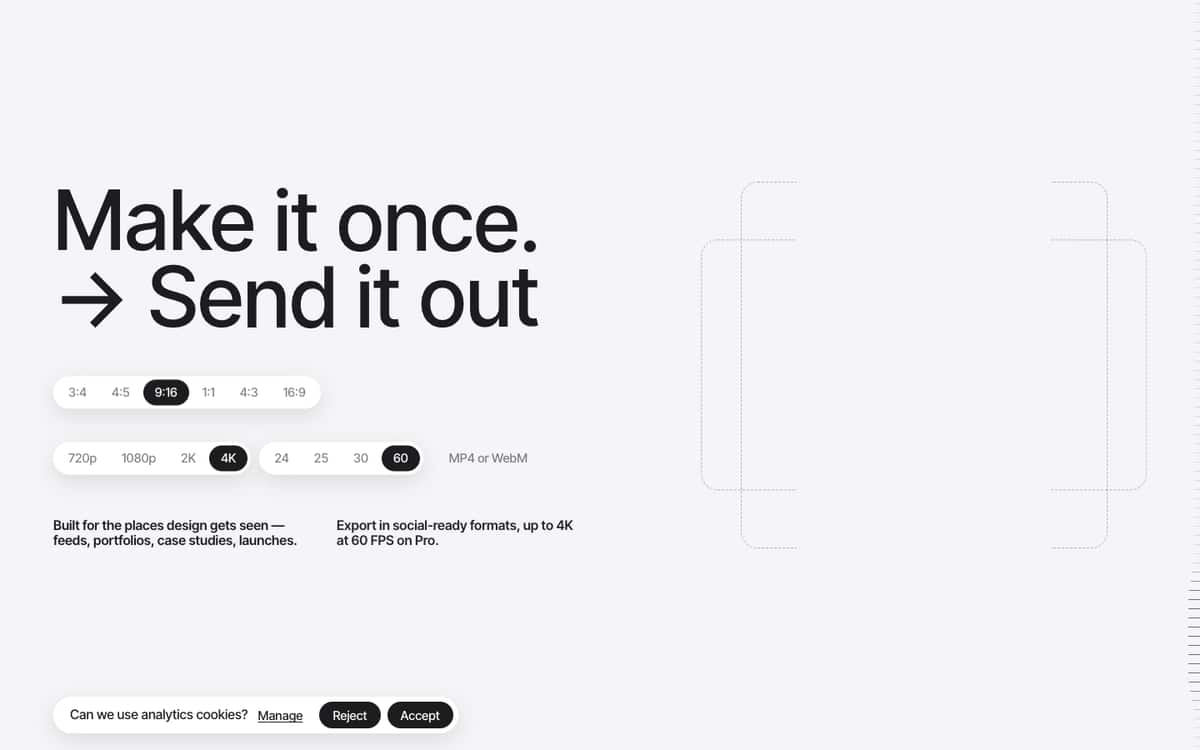 Make it once.
→ Send it out
3:4 4:5 9:16 1:1 4:3 16:9
720p 1080p 2K 4K 24 25 30 60 MP4 or WebM
Built for the places design gets seen —
feeds, portfolios, case studies, launches.
Export in social-ready formats, up to 4K
at 60 FPS on Pro.
Can we use analytics cookies? Manage Reject Accept